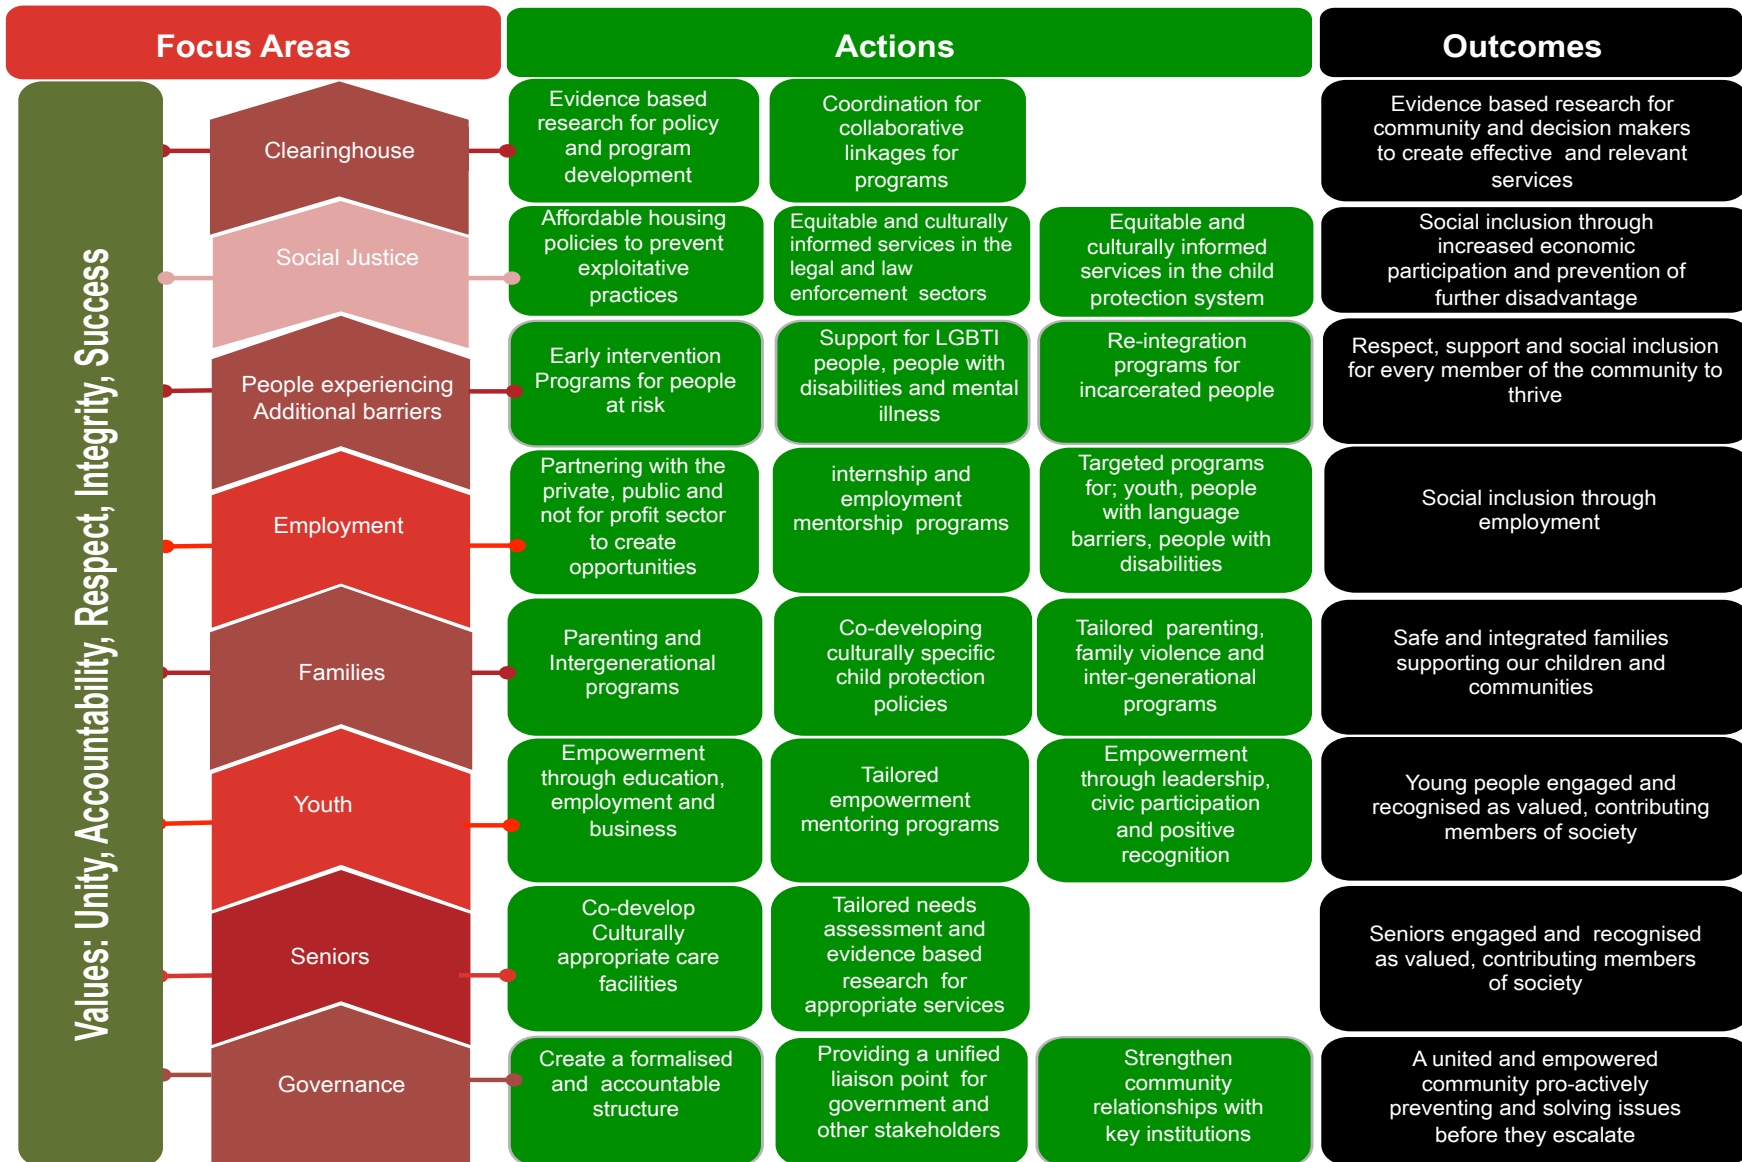 Focus Areas
Actions
Outcomes
Values: Unity, Accountability, Respect, Integrity, Success
Clearinghouse
Evidence based
research for policy
and program
development
Coordination for
collaborative
linkages for
programs
Evidence based research for
community and decision makers
to create effective and relevant
services
Social Justice
Affordable housing
policies to prevent
exploitative
practices
Equitable and culturally
informed services in the
legal and law
enforcement sectors
Equitable and
culturally informed
services in the child
protection system
Social inclusion through
increased economic
participation and prevention of
further disadvantage
People experiencing
Additional barriers
Early intervention
Programs for people
at risk
Support for LGBTI
people, people with
disabilities and mental
illness
Re-integration
programs for
incarcerated people
Respect, support and social inclusion
for every member of the community to
thrive
Employment
Partnering with the
private, public and
not for profit sector
to create
opportunities
internship and
employment
mentorship programs
Targeted programs
for; youth, people
with language
barriers, people with
disabilities
Social inclusion through
employment
Families
Parenting and
Intergenerational
programs
Co-developing
culturally specific
child protection
policies
Tailored parenting,
family violence and
inter-generational
programs
Safe and integrated families
supporting our children and
communities
Youth
Empowerment
through education,
employment and
business
Tailored
empowerment
mentoring programs
Empowerment
through leadership,
civic participation
and positive
recognition
Young people engaged and
recognised as valued, contributing
members of society
Seniors
Co-develop
Culturally
appropriate care
facilities
Tailored needs
assessment and
evidence based
research for
appropriate services
Seniors engaged and recognised
as valued, contributing members
of society
Governance
Create a formalised
and accountable
structure
Providing a unified
liaison point for
government and
other stakeholders
Strengthen
community
relationships with
key institutions
A united and empowered
community pro-actively
preventing and solving issues
before they escalate